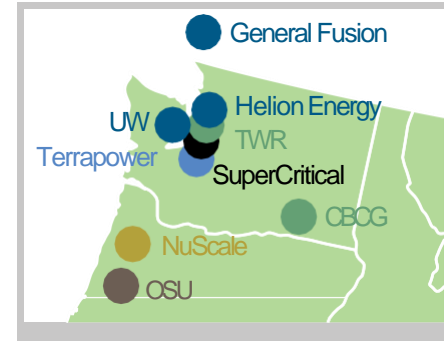 General Fusion
Helion Energy
UW
TWR
Terrapower
SuperCritical
CBCG
NuScale
OSU